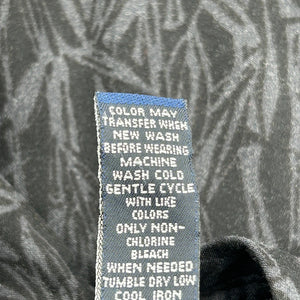 COLOR MAY
TRANSFER WHEN
NEW WASH
BEFORE WEARING
MACHINE
WASH COLD
GENTLE CYCLE
WITH LIKE
COLORS
ONLY NON-
CHLORINE
BLEACH
WHEN NEEDED
TUMBLE DRY LOW
COOL IRON